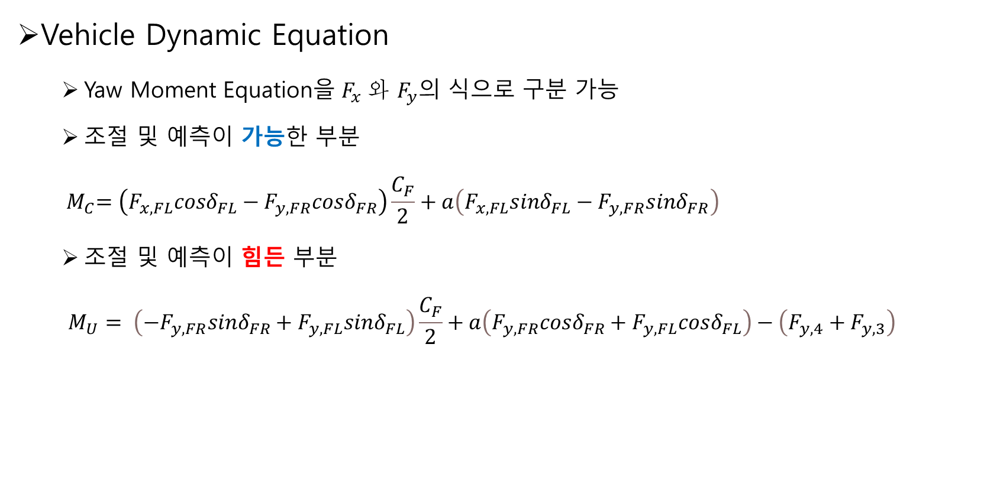 ➢Vehicle Dynamic Equation
➢ Yaw Moment Equation을 $F_x$ 와 $F_y$의 식으로 구분 가능
➢ 조절 및 예측이 가능한 부분
$M_C = \left(F_{x,FL}cos\delta_{FL} - F_{y,FR}cos\delta_{FR}\right)\frac{C_F}{2} + a\left(F_{x,FL}sin\delta_{FL} - F_{y,FR}sin\delta_{FR}\right)$
➢ 조절 및 예측이 힘든 부분
$M_U = \left(-F_{y,FR}sin\delta_{FR} + F_{y,FL}sin\delta_{FL}\right)\frac{C_F}{2} + a\left(F_{y,FR}cos\delta_{FR} + F_{y,FL}cos\delta_{FL}\right) - \left(F_{y,4} + F_{y,3}\right)$